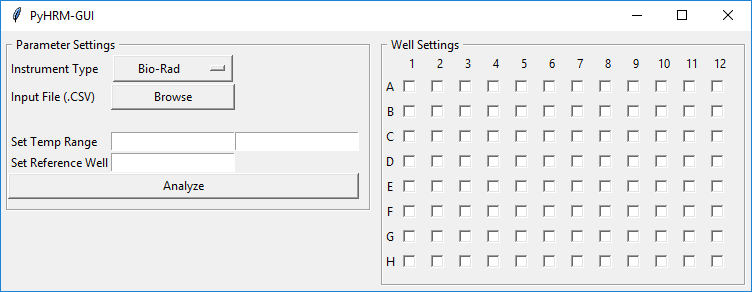 PyHRM-GUI
Parameter Settings
Instrument Type Bio-Rad
Input File (.CSV) Browse
Set Temp Range
Set Reference Well
Analyze
Well Settings
1 2 3 4 5 6 7 8 9 10 11 12
A
B
C
D
E
F
G
H